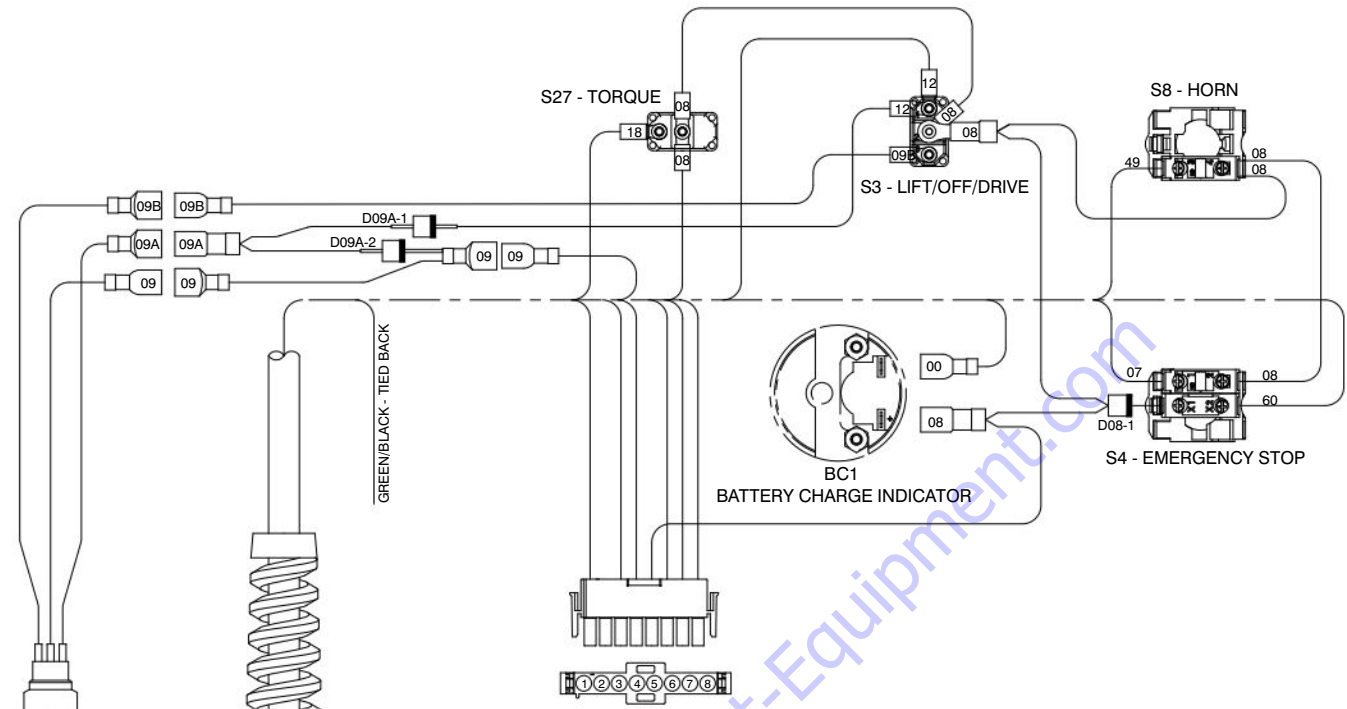 S27 - TORQUE
S8 - HORN
12
08
08
12
18
08
09B
08
49
08
08
S3 - LIFT/OFF/DRIVE
09B
09B
D09A-1
09A
09A
D09A-2
09
09
09
09
GREEN/BLACK - TIED BACK
00
07
08
60
08
D08-1
S4 - EMERGENCY STOP
BC1
BATTERY CHARGE INDICATOR
1 2 3 4 5 6 7 8
t-Equipment.com